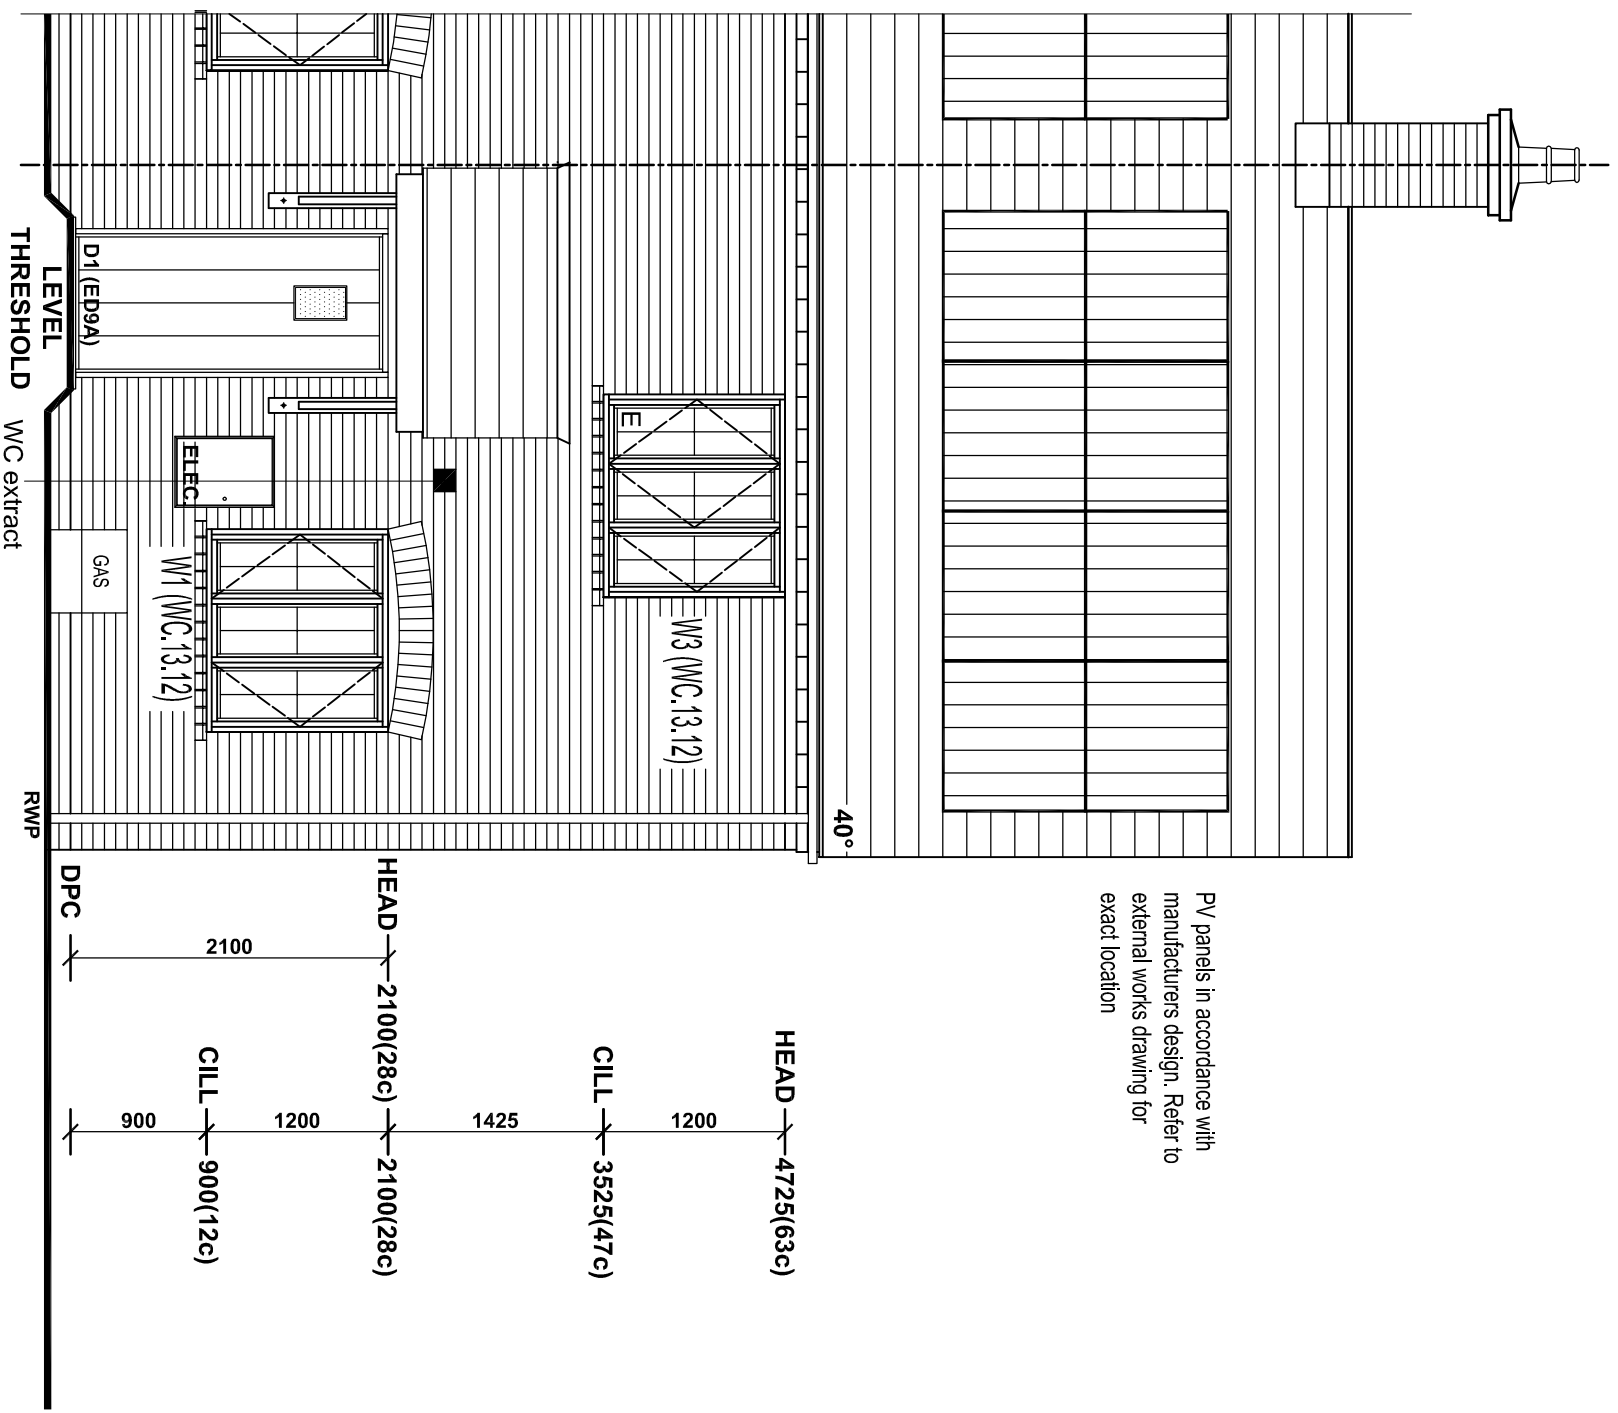 PV panels in accordance with
manufacturers design. Refer to
external works drawing for
exact location
40°
HEAD
4725(63c)
1200
W3 (WC.13.12)
E
CILL
3525(47c)
1425
HEAD
2100(28c)
2100(28c)
2100
1200
CILL
900(12c)
900
ELEC.
W1 (WC.13.12)
GAS
D1 (ED9A)
DPC
LEVEL
THRESHOLD
RWP
WC extract